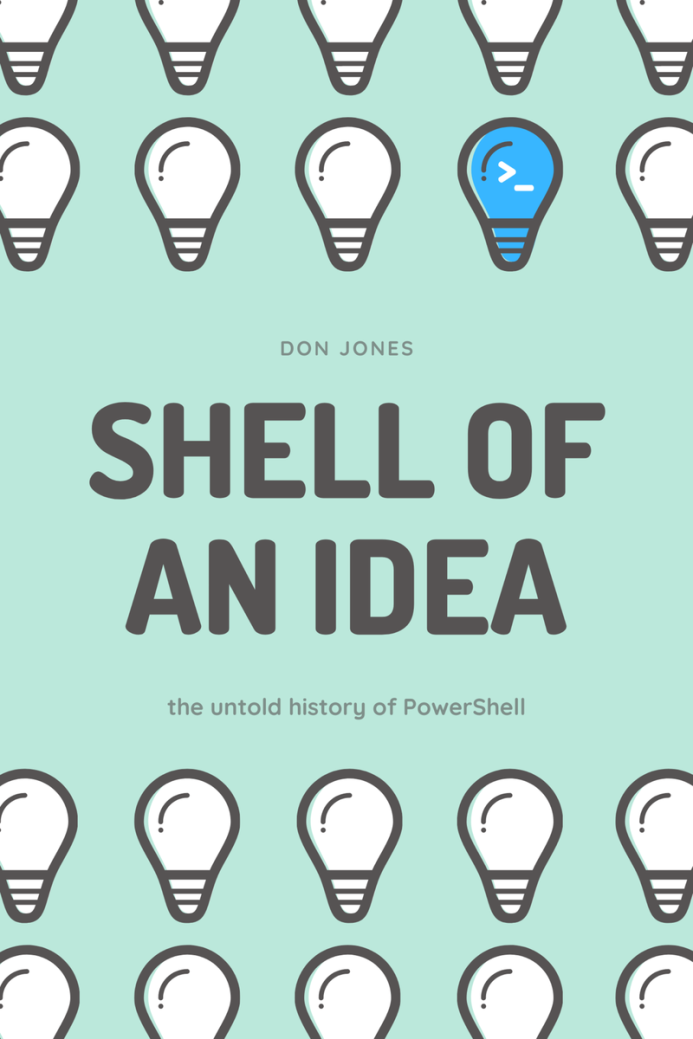 >_
DON JONES
SHELL OF
AN IDEA
the untold history of PowerShell